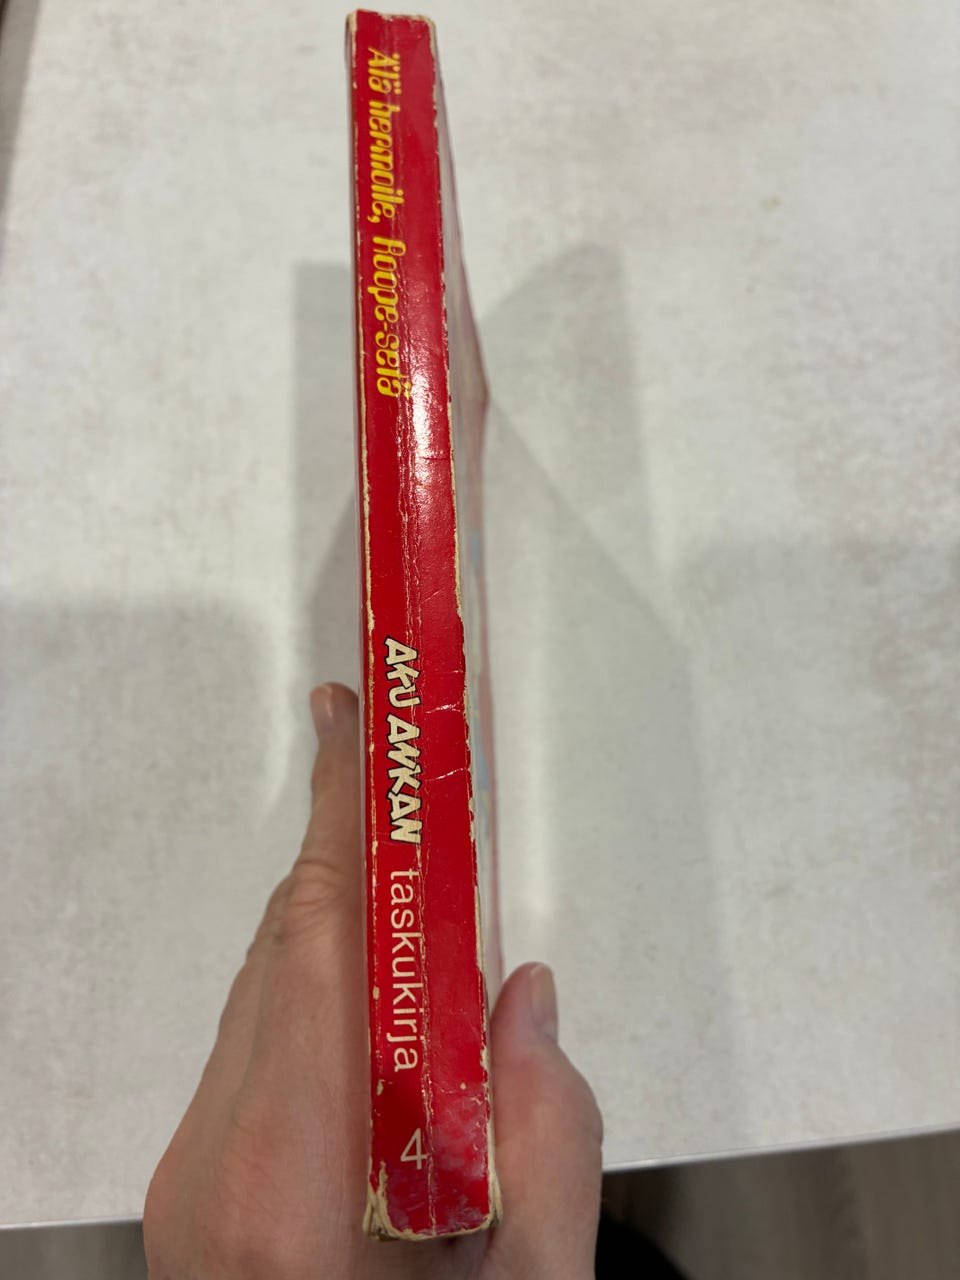 Älä hermoile, Roope-setä
AKU ANKAN taskukirja
4